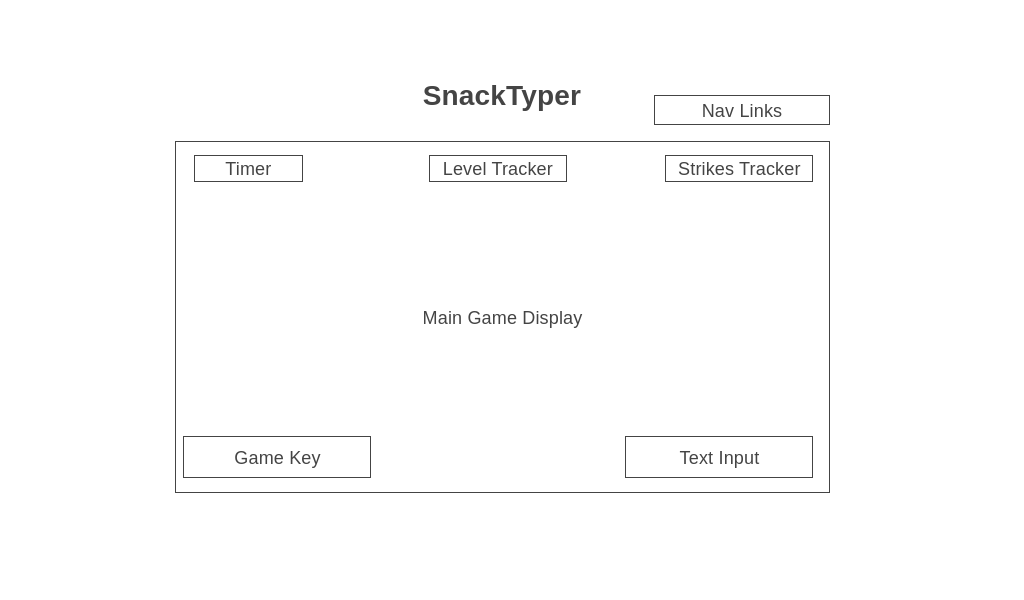 SnackTyper
Nav Links
Timer
Level Tracker
Strikes Tracker
Main Game Display
Game Key
Text Input